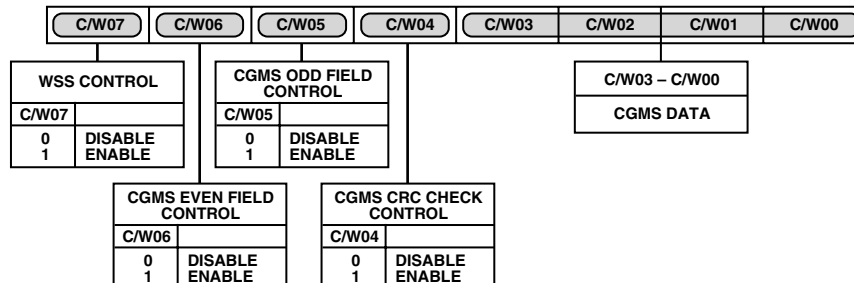 C/W07 C/W06 C/W05 C/W04 C/W03 C/W02 C/W01 C/W00
WSS CONTROL
C/W07
0 DISABLE
1 ENABLE
CGMS ODD FIELD
CONTROL
C/W05
0 DISABLE
1 ENABLE
C/W03 – C/W00
CGMS DATA
CGMS EVEN FIELD
CONTROL
C/W06
0 DISABLE
1 ENABLE
CGMS CRC CHECK
CONTROL
C/W04
0 DISABLE
1 ENABLE